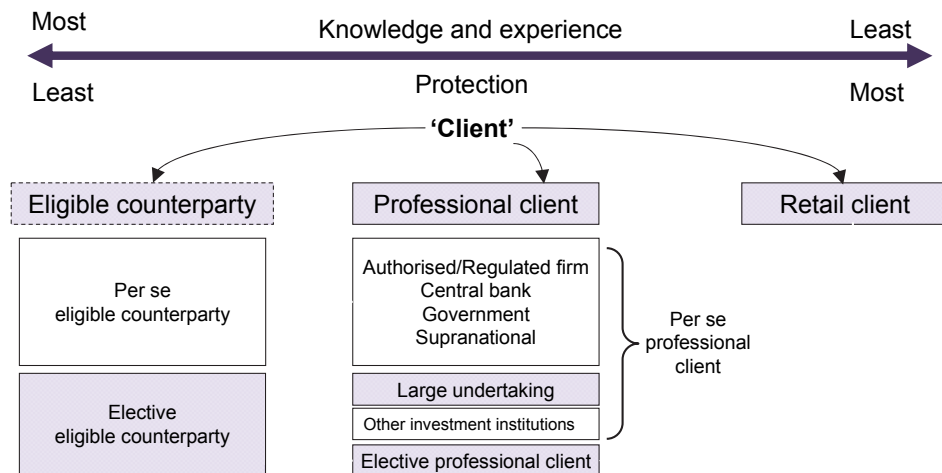 Most
Knowledge and experience
Least
Least
Protection
Most
'Client'
Eligible counterparty
Professional client
Retail client
Per se
eligible counterparty
Authorised/Regulated firm
Central bank
Government
Supranational
Per se
professional
client
Elective
eligible counterparty
Large undertaking
Other investment institutions
Elective professional client